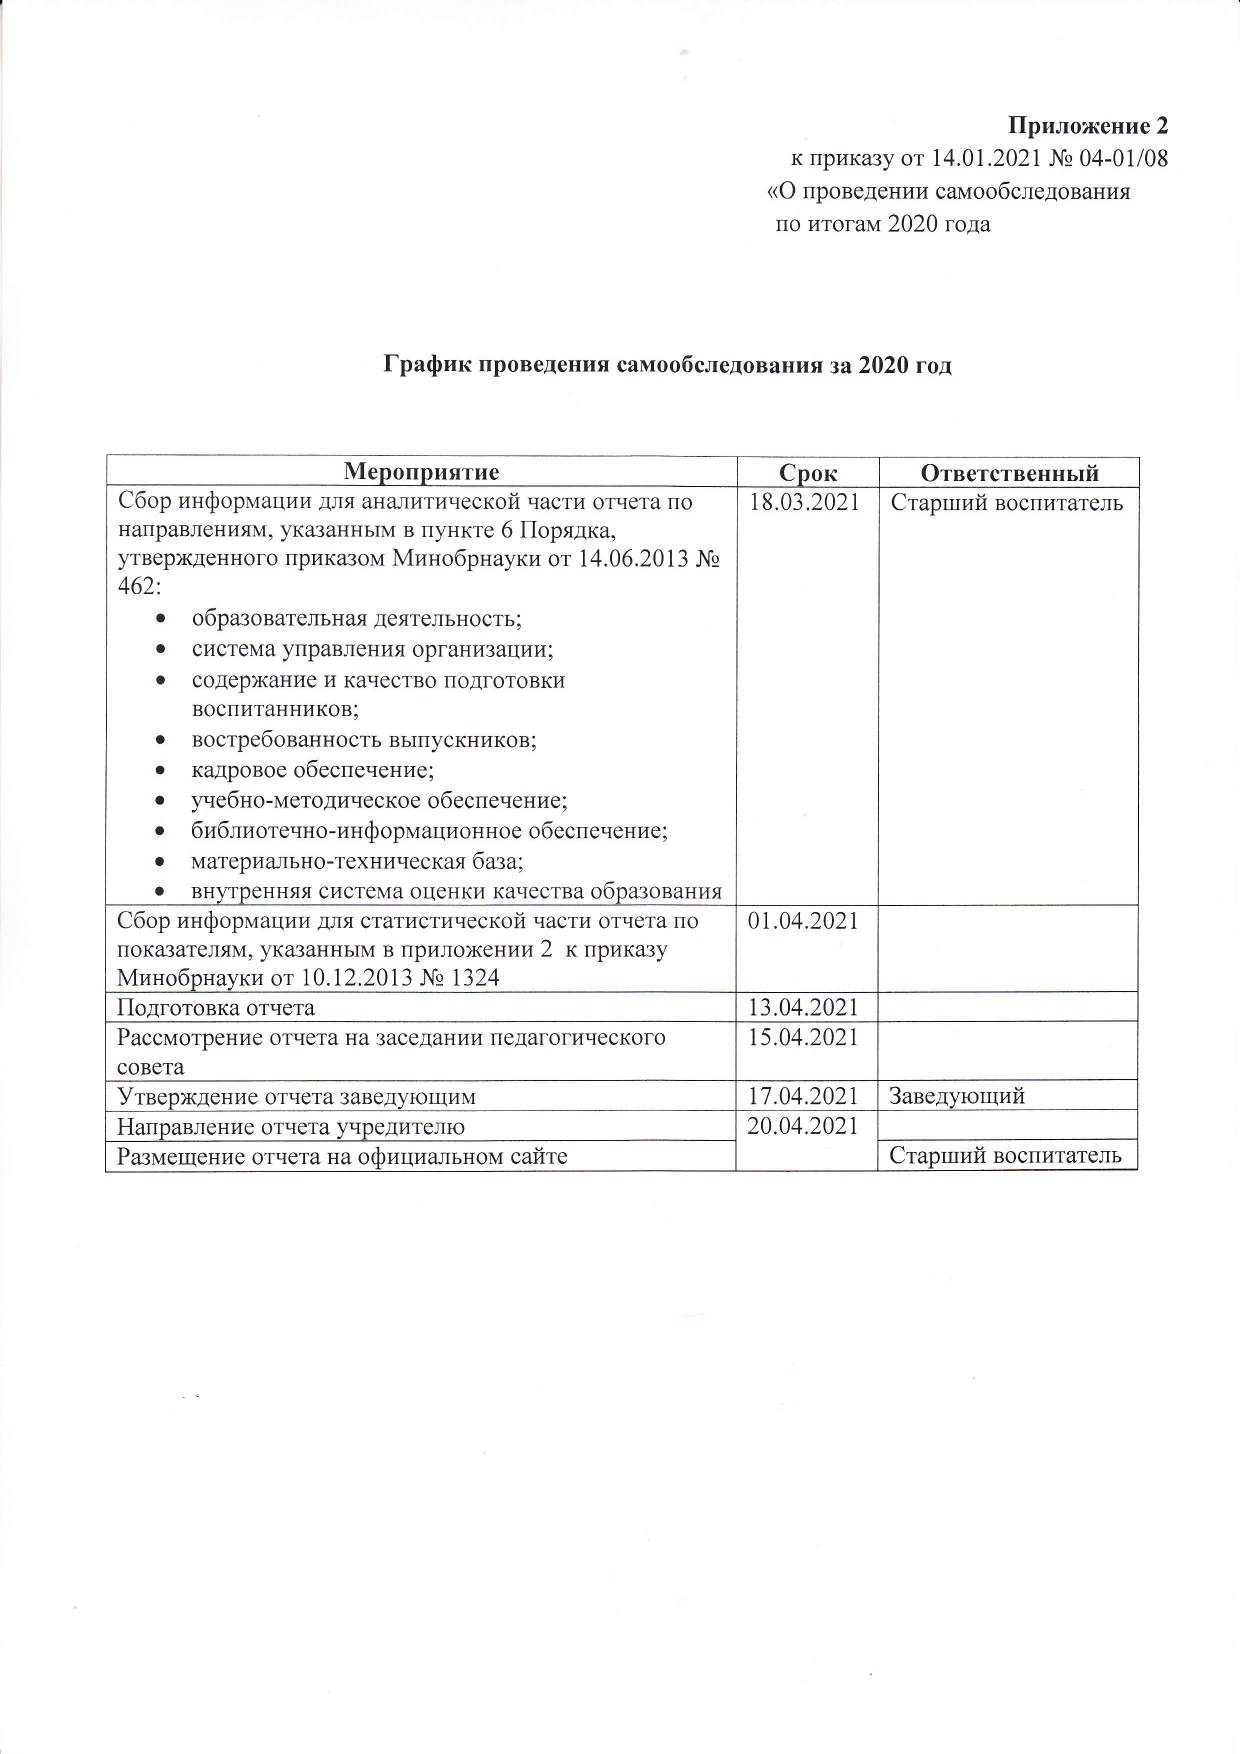 Приложение 2
к приказу от 14.01.2021 № 04-01/08
«О проведении самообследования
по итогам 2020 года
График проведения самообследования за 2020 год
Мероприятие Срок Ответственный
Сбор информации для аналитической части отчета по 18.03.2021 Старший воспитатель
направлениям, указанным в пункте 6 Порядка,
утвержденного приказом Минобрнауки от 14.06.2013 №
462:
• образовательная деятельность;
• система управления организации;
• содержание и качество подготовки
воспитанников;
• востребованность выпускников;
• кадровое обеспечение;
• учебно-методическое обеспечение;
• библиотечно-информационное обеспечение;
• материально-техническая база;
• внутренняя система оценки качества образования
Сбор информации для статистической части отчета по 01.04.2021
показателям, указанным в приложении 2 к приказу
Минобрнауки от 10.12.2013 № 1324
Подготовка отчета 13.04.2021
Рассмотрение отчета на заседании педагогического 15.04.2021
совета
Утверждение отчета заведующим 17.04.2021 Заведующий
Направление отчета учредителю 20.04.2021
Размещение отчета на официальном сайте Старший воспитатель